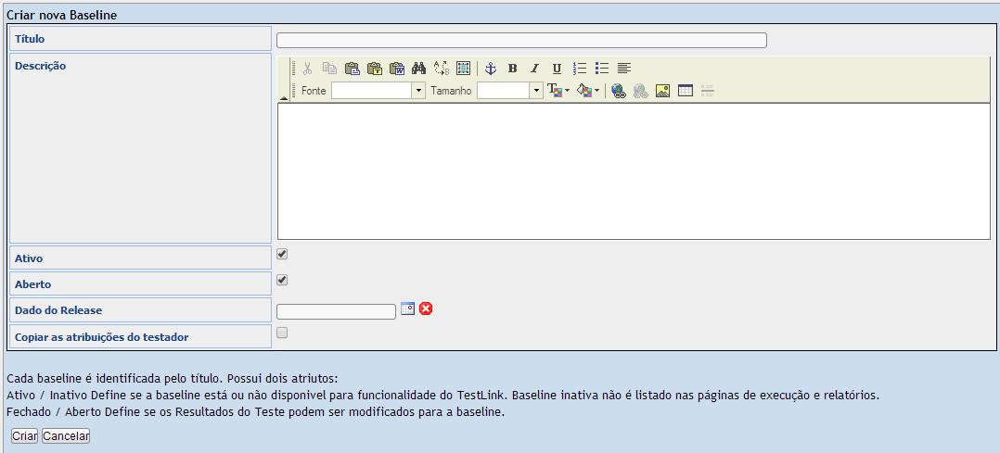 Criar nova Baseline
Título
Descrição
B I U
Fonte Tamanho
Ativo
Aberto
Dado do Release
Copiar as atribuições do testador
Cada baseline é identificada pelo título. Possui dois atriutos:
Ativo / Inativo Define se a baseline está ou não disponivel para funcionalidade do TestLink. Baseline inativa não é listado nas páginas de execução e relatórios.
Fechado / Aberto Define se os Resultados do Teste podem ser modificados para a baseline.
Criar Cancelar